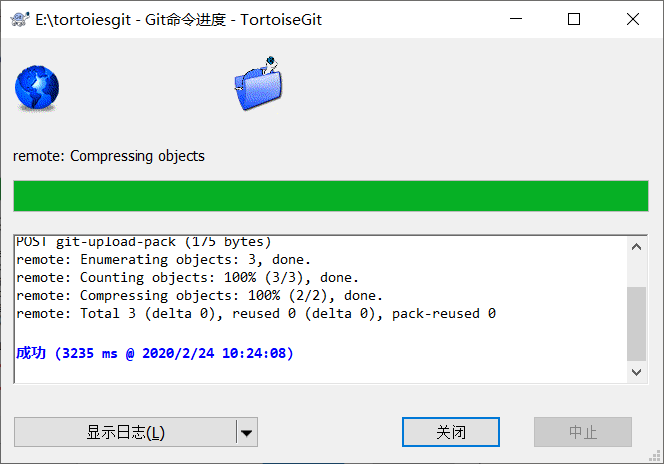 E:\tortoiesgit - Git命令进度 - TortoiseGit
remote: Compressing objects
POST git-upload-pack (175 bytes)
remote: Enumerating objects: 3, done.
remote: Counting objects: 100% (3/3), done.
remote: Compressing objects: 100% (2/2), done.
remote: Total 3 (delta 0), reused 0 (delta 0), pack-reused 0
成功 (3235 ms @ 2020/2/24 10:24:08)
显示日志(L)
关闭
中止